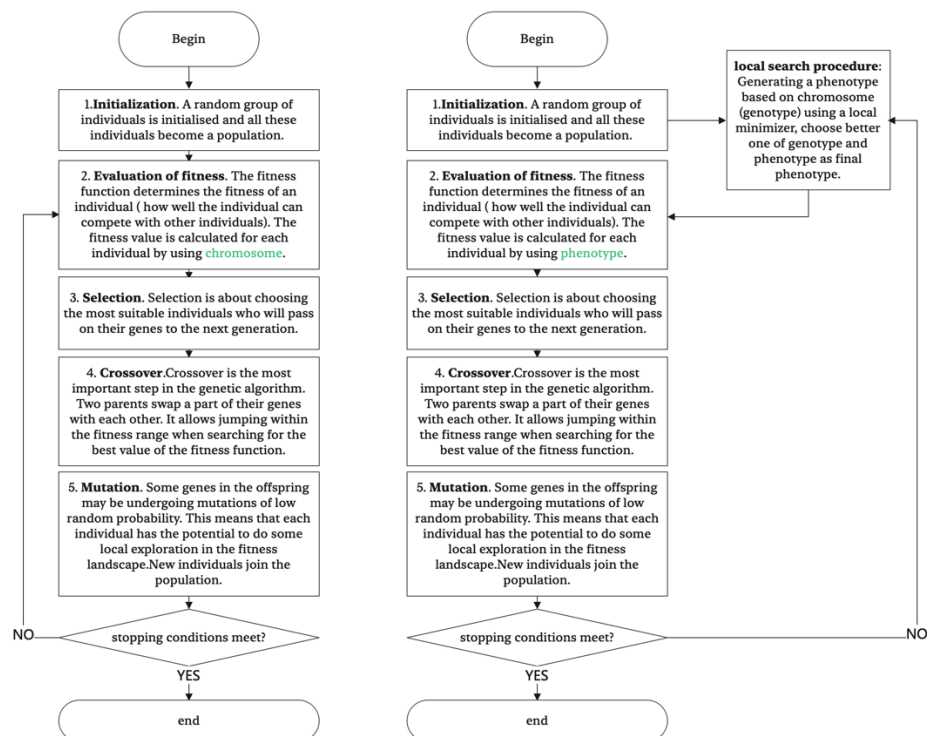 Begin
1.Initialization. A random group of
individuals is initialised and all these
individuals become a population.
2. Evaluation of fitness. The fitness
function determines the fitness of an
individual ( how well the individual can
compete with other individuals). The
fitness value is calculated for each
individual by using chromosome.
3. Selection. Selection is about choosing
the most suitable individuals who will pass
on their genes to the next generation.
4. Crossover.Crossover is the most
important step in the genetic algorithm.
Two parents swap a part of their genes
with each other. It allows jumping within
the fitness range when searching for the
best value of the fitness function.
5. Mutation. Some genes in the offspring
may be undergoing mutations of low
random probability. This means that each
individual has the potential to do some
local exploration in the fitness
landscape.New individuals join the
population.
NO
stopping conditions meet?
YES
end
Begin
1.Initialization. A random group of
individuals is initialised and all these
individuals become a population.
local search procedure:
Generating a phenotype
based on chromosome
(genotype) using a local
minimizer, choose better
one of genotype and
phenotype as final
phenotype.
2. Evaluation of fitness. The fitness
function determines the fitness of an
individual ( how well the individual can
compete with other individuals). The
fitness value is calculated for each
individual by using phenotype.
3. Selection. Selection is about choosing
the most suitable individuals who will pass
on their genes to the next generation.
4. Crossover.Crossover is the most
important step in the genetic algorithm.
Two parents swap a part of their genes
with each other. It allows jumping within
the fitness range when searching for the
best value of the fitness function.
5. Mutation. Some genes in the offspring
may be undergoing mutations of low
random probability. This means that each
individual has the potential to do some
local exploration in the fitness
landscape.New individuals join the
population.
stopping conditions meet?
NO
YES
end